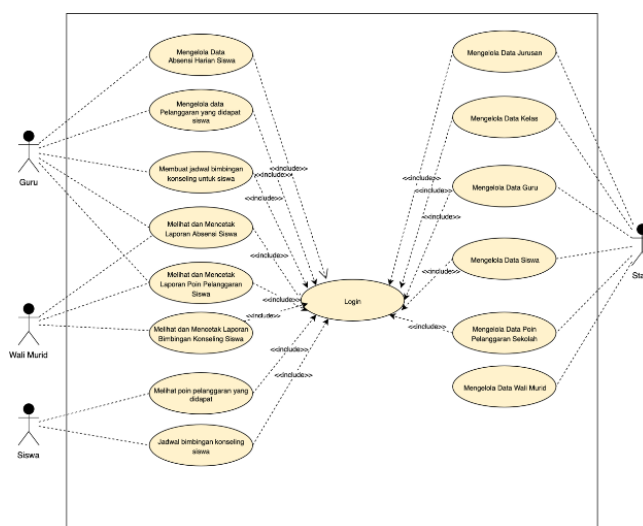 Mengelola Data
Absensi Harian Siswa
Mengelola data
Pelanggaran yang didapat
siswa
Membuat jadwal bimbingan
konseling untuk siswa
Melihat dan Mencetak
Laporan Absensi Siswa
Melihat dan Mencetak
Laporan Poin Pelanggaran
Siswa
Melihat dan Mencetak Laporan
Bimbingan Konseling Siswa
Melihat poin pelanggaran yang
didapat
Jadwal bimbingan konseling
siswa
Guru
Wali Murid
Siswa
<<include>>
<<include>>
<<include>>
<<include>>
<<include>>
<<include>>
<<include>>
<<include>>
Login
<<include>>
<<include>>
<<include>>
<<include>>
<<include>>
Mengelola Data Jurusan
Mengelola Data Kelas
Mengelola Data Guru
Mengelola Data Siswa
Mengelola Data Poin
Pelanggaran Sekolah
Mengelola Data Wali Murid
Sta